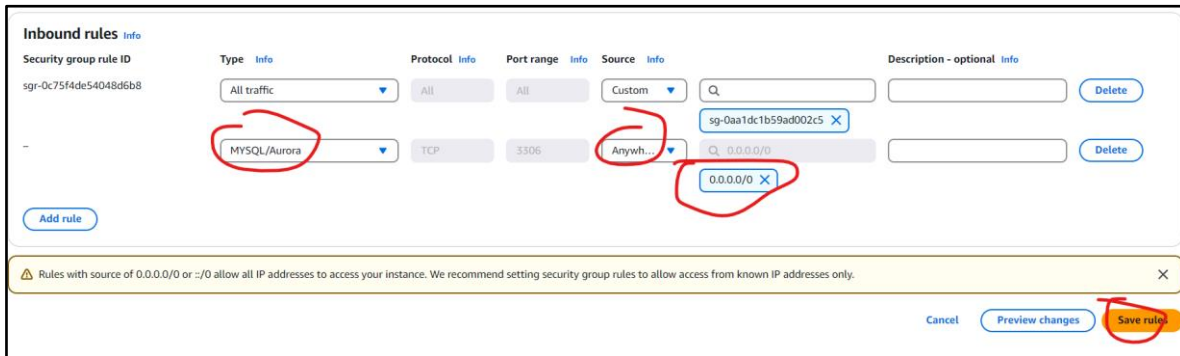 Inbound rules Info
Security group rule ID Type Info Protocol Info Port range Info Source Info Description - optional Info
sgr-0c75f4de54048d6b8 All traffic All All Custom Delete
sg-0aa1dc1b59ad002c5
– MYSQL/Aurora TCP 3306 Anywh... 0.0.0.0/0 Delete
0.0.0.0/0
Add rule
Rules with source of 0.0.0.0/0 or ::/0 allow all IP addresses to access your instance. We recommend setting security group rules to allow access from known IP addresses only.
Cancel Preview changes Save rules